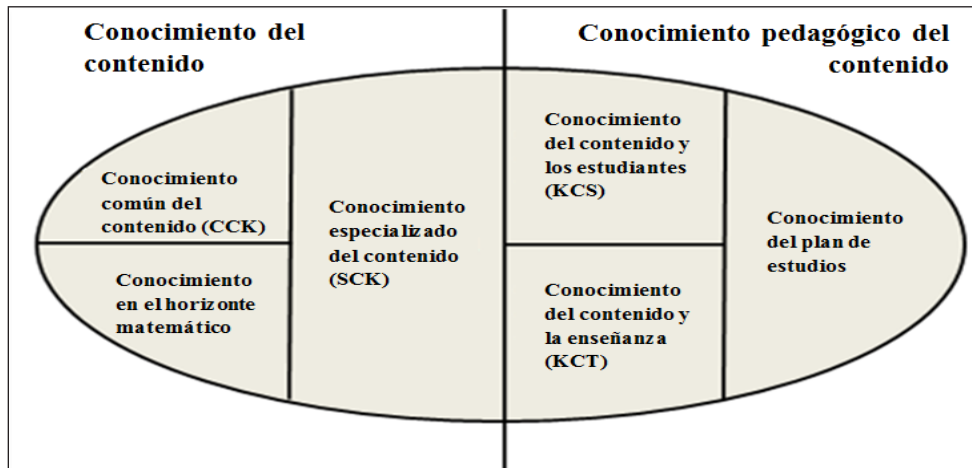 Conocimiento del
contenido
Conocimiento pedagógico del
contenido
Conocimiento
común del
contenido (CCK)
Conocimiento
en el horizonte
matemático
Conocimiento
especializado
del contenido
(SCK)
Conocimiento
del contenido y
los estudiantes
(KCS)
Conocimiento
del contenido y
la enseñanza
(KCT)
Conocimiento
del plan de
estudios